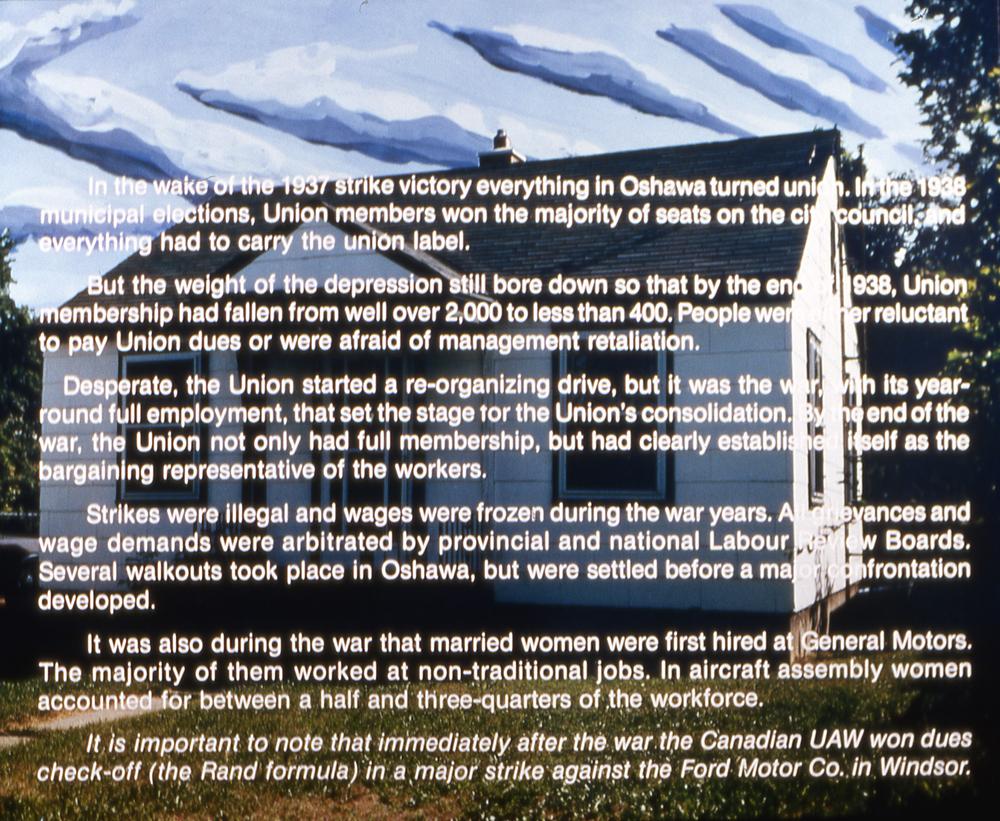 In the wake of the 1937 strike victory everything in Oshawa turned union. In the 1938
municipal elections, Union members won the majority of seats on the city council, and
everything had to carry the union label.
But the weight of the depression still bore down so that by the end of 1938, Union
membership had fallen from well over 2,000 to less than 400. People were either reluctant
to pay Union dues or were afraid of management retaliation.
Desperate, the Union started a re-organizing drive, but it was the war, with its year-
round full employment, that set the stage for the Union's consolidation. By the end of the
war, the Union not only had full membership, but had clearly established itself as the
bargaining representative of the workers.
Strikes were illegal and wages were frozen during the war years. All grievances and
wage demands were arbitrated by provincial and national Labour Review Boards.
Several walkouts took place in Oshawa, but were settled before a major confrontation
developed.
It was also during the war that married women were first hired at General Motors.
The majority of them worked at non-traditional jobs. In aircraft assembly women
accounted for between a half and three-quarters of the workforce.
It is important to note that immediately after the war the Canadian UAW won dues
check-off (the Rand formula) in a major strike against the Ford Motor Co. in Windsor.